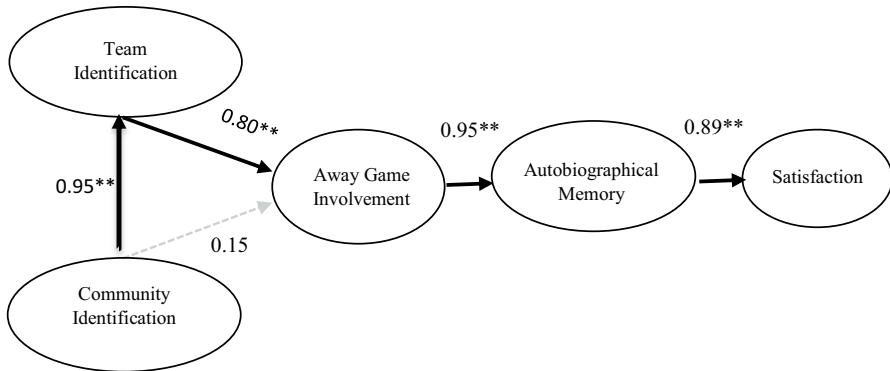 Team
Identification
0.80**
0.95**
0.89**
Away Game
Involvement
Autobiographical
Memory
Satisfaction
0.95**
0.15
Community
Identification